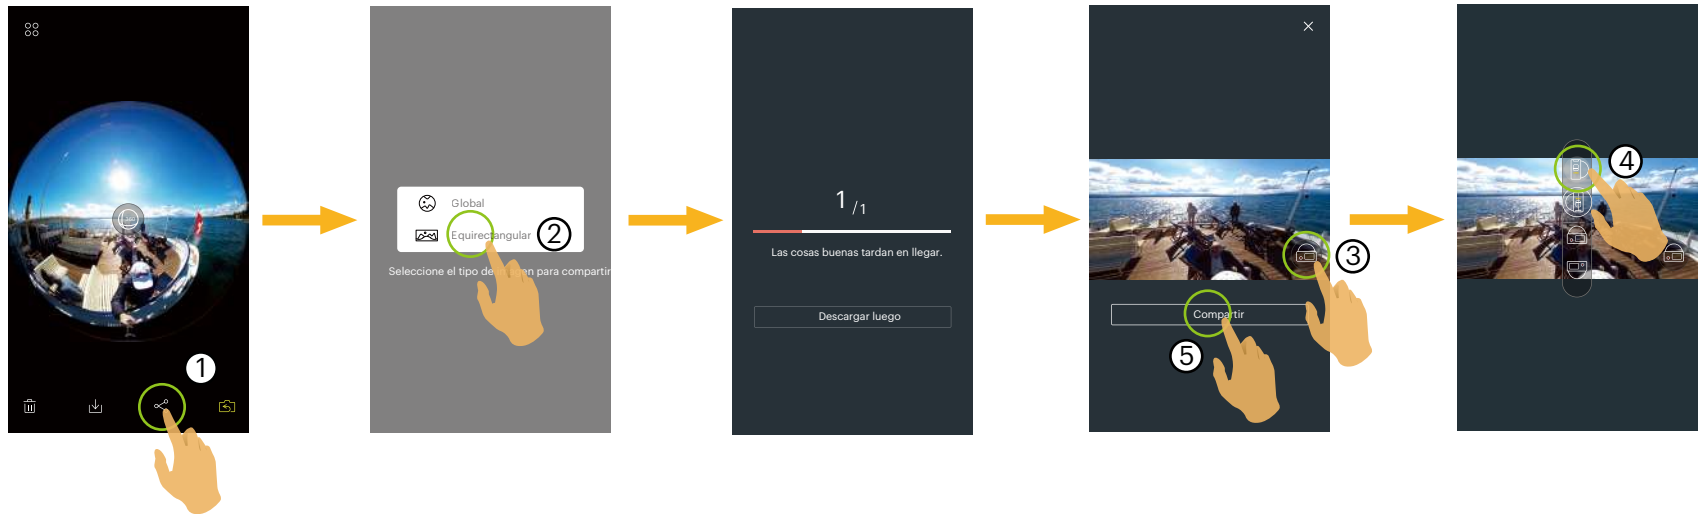 1
Global
Equirectangular
2
Seleccione el tipo de en para compartir
1 / 1
Las cosas buenas tardan en llegar.
Descargar luego
3
Compartir
5
4